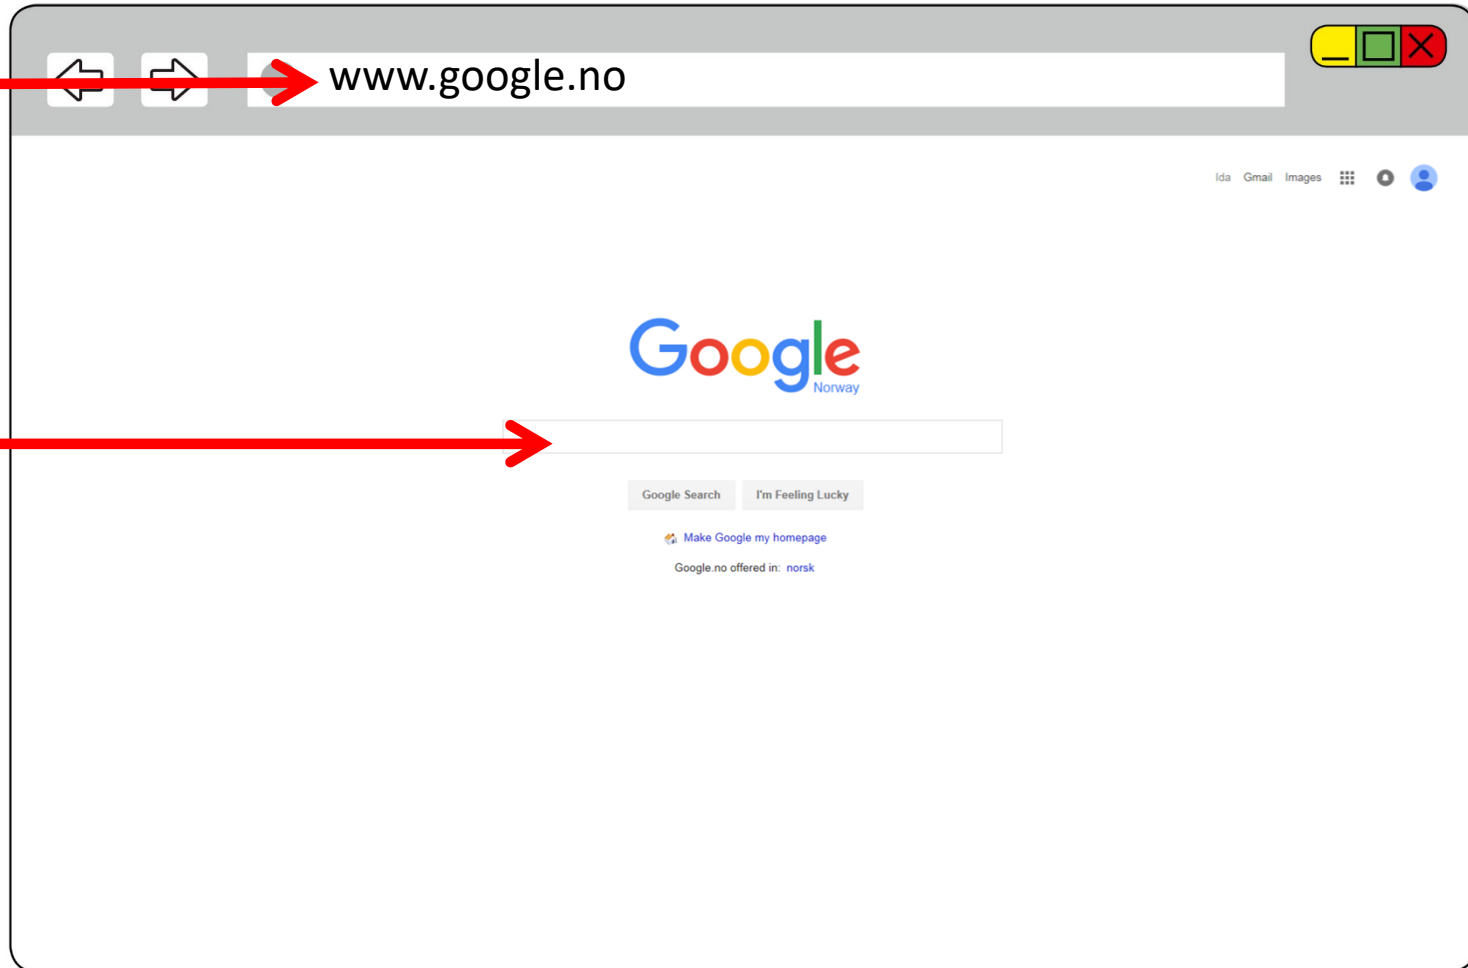 www.google.no
Ida Gmail Images
Google
Norway
Google Search I'm Feeling Lucky
Make Google my homepage
Google.no offered in: norsk